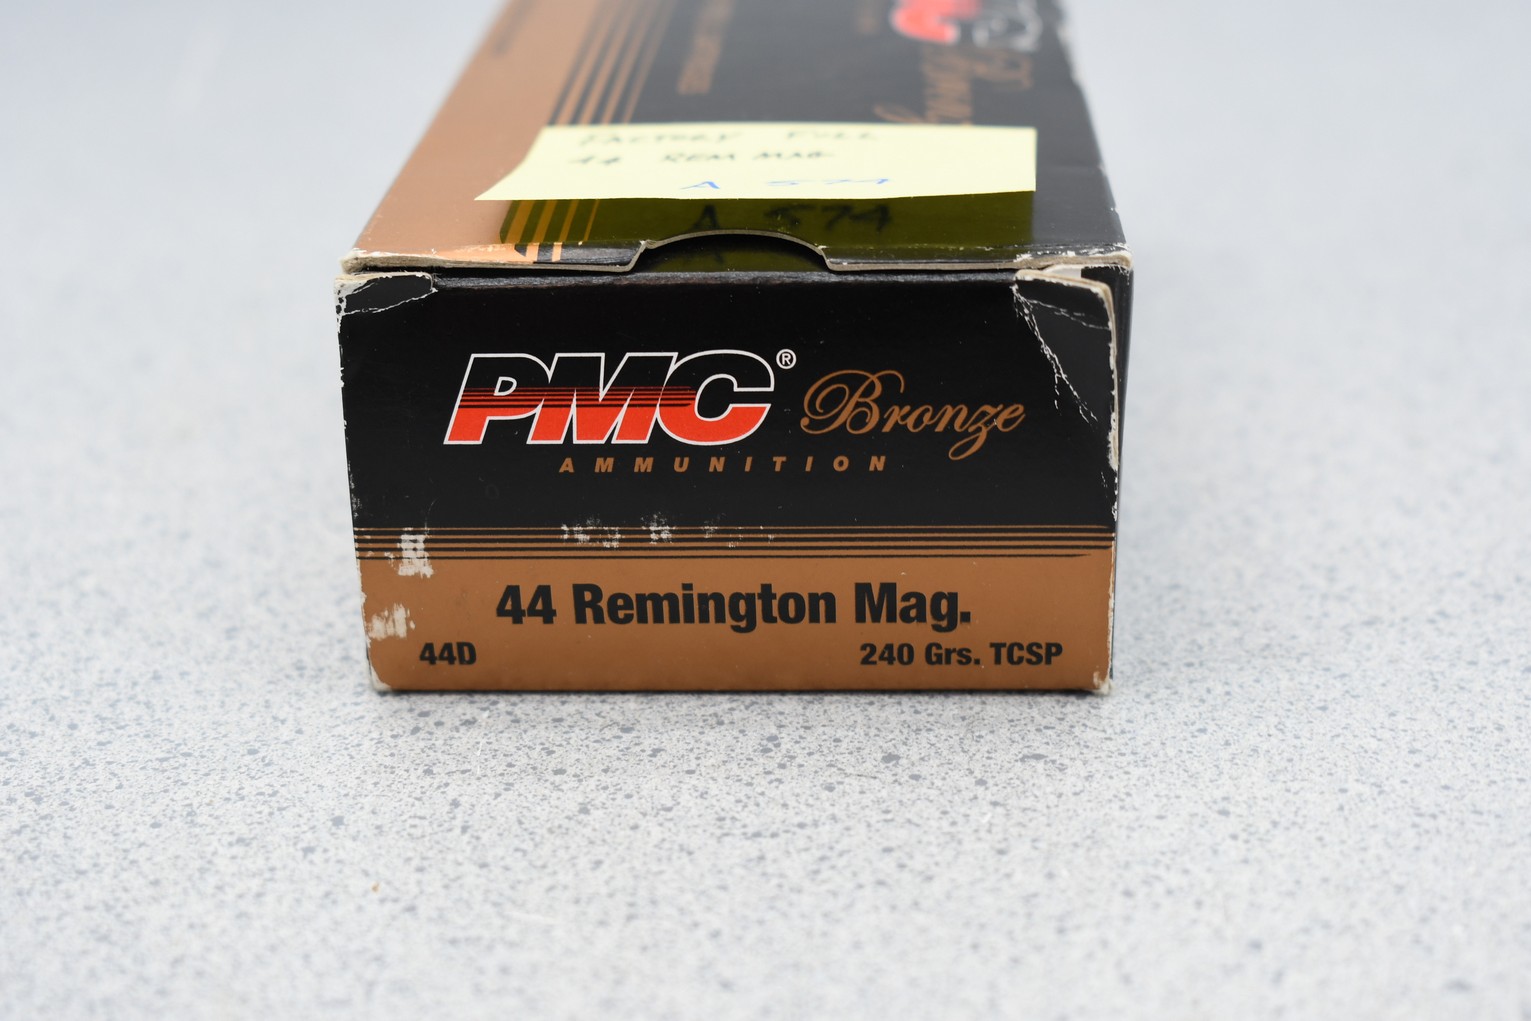 FACTORY FULL
44 REM MAG
A 574
A 574
PMC® Bronze
AMMUNITION
44 Remington Mag.
44D 240 Grs. TCSP